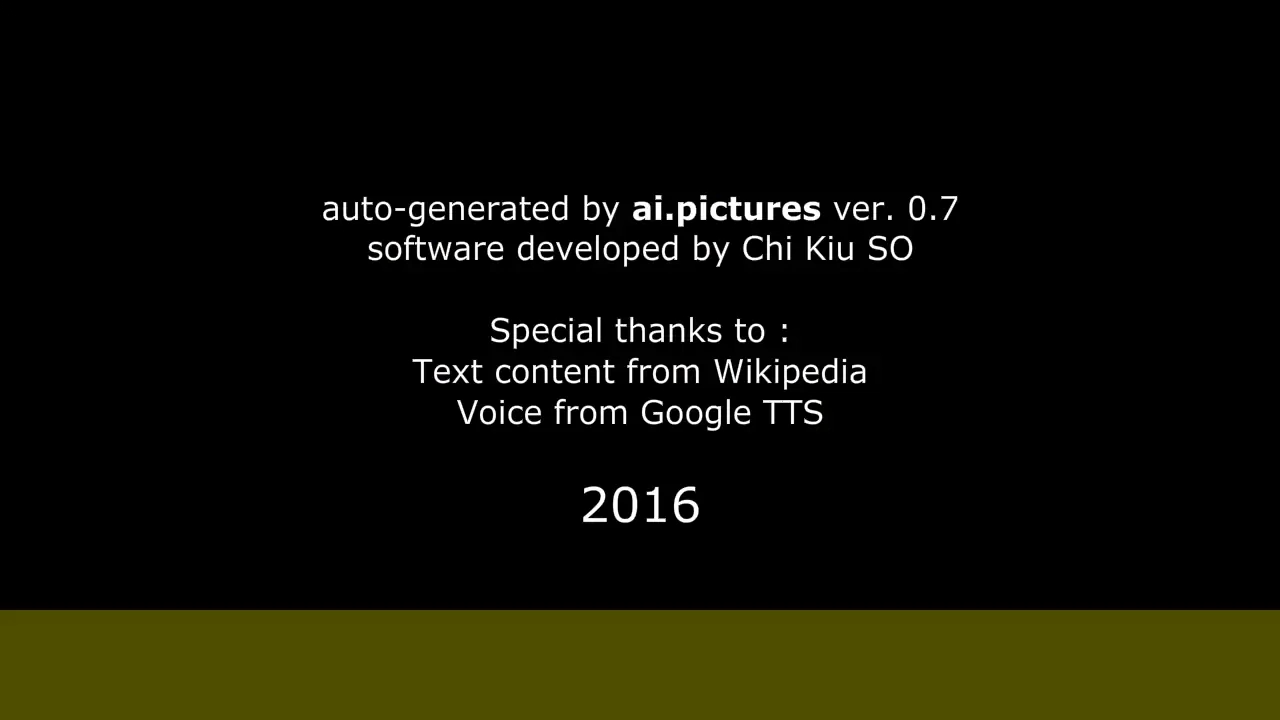 auto-generated by ai.pictures ver. 0.7
software developed by Chi Kiu SO
Special thanks to :
Text content from Wikipedia
Voice from Google TTS
2016